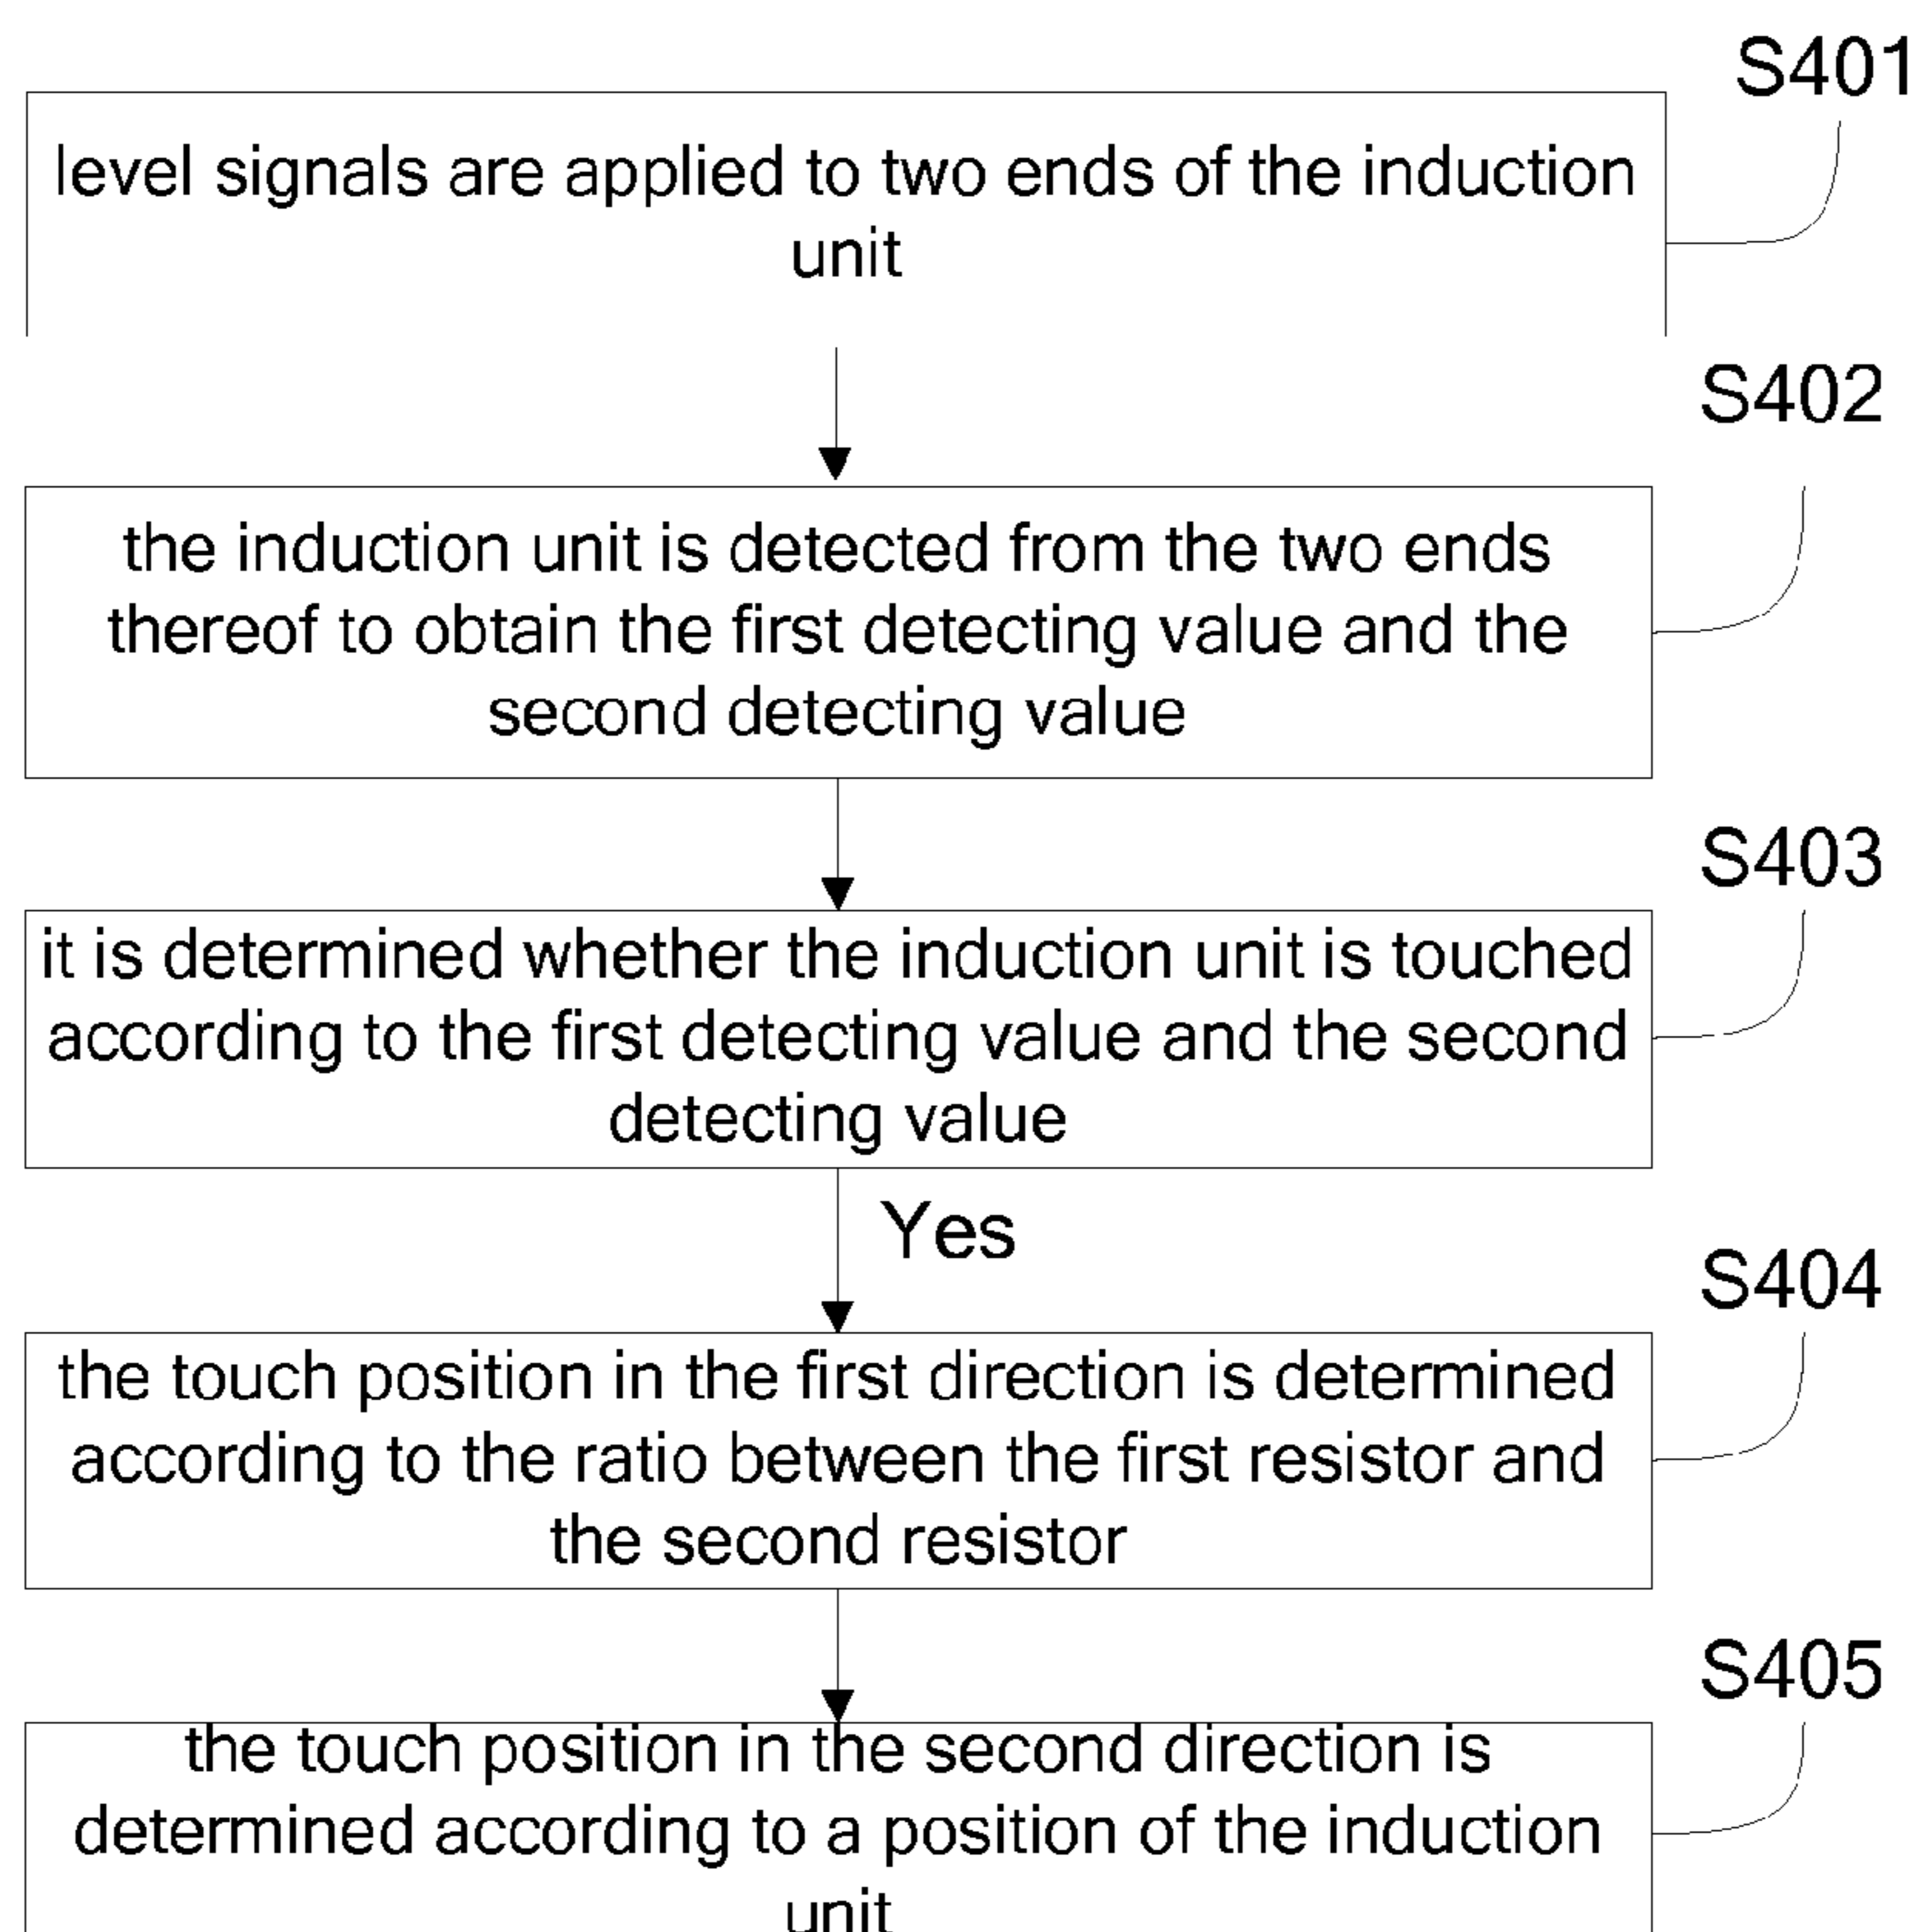 S401
level signals are applied to two ends of the induction
unit
S402
the induction unit is detected from the two ends
thereof to obtain the first detecting value and the
second detecting value
S403
it is determined whether the induction unit is touched
according to the first detecting value and the second
detecting value
Yes
S404
the touch position in the first direction is determined
according to the ratio between the first resistor and
the second resistor
S405
the touch position in the second direction is
determined according to a position of the induction
unit